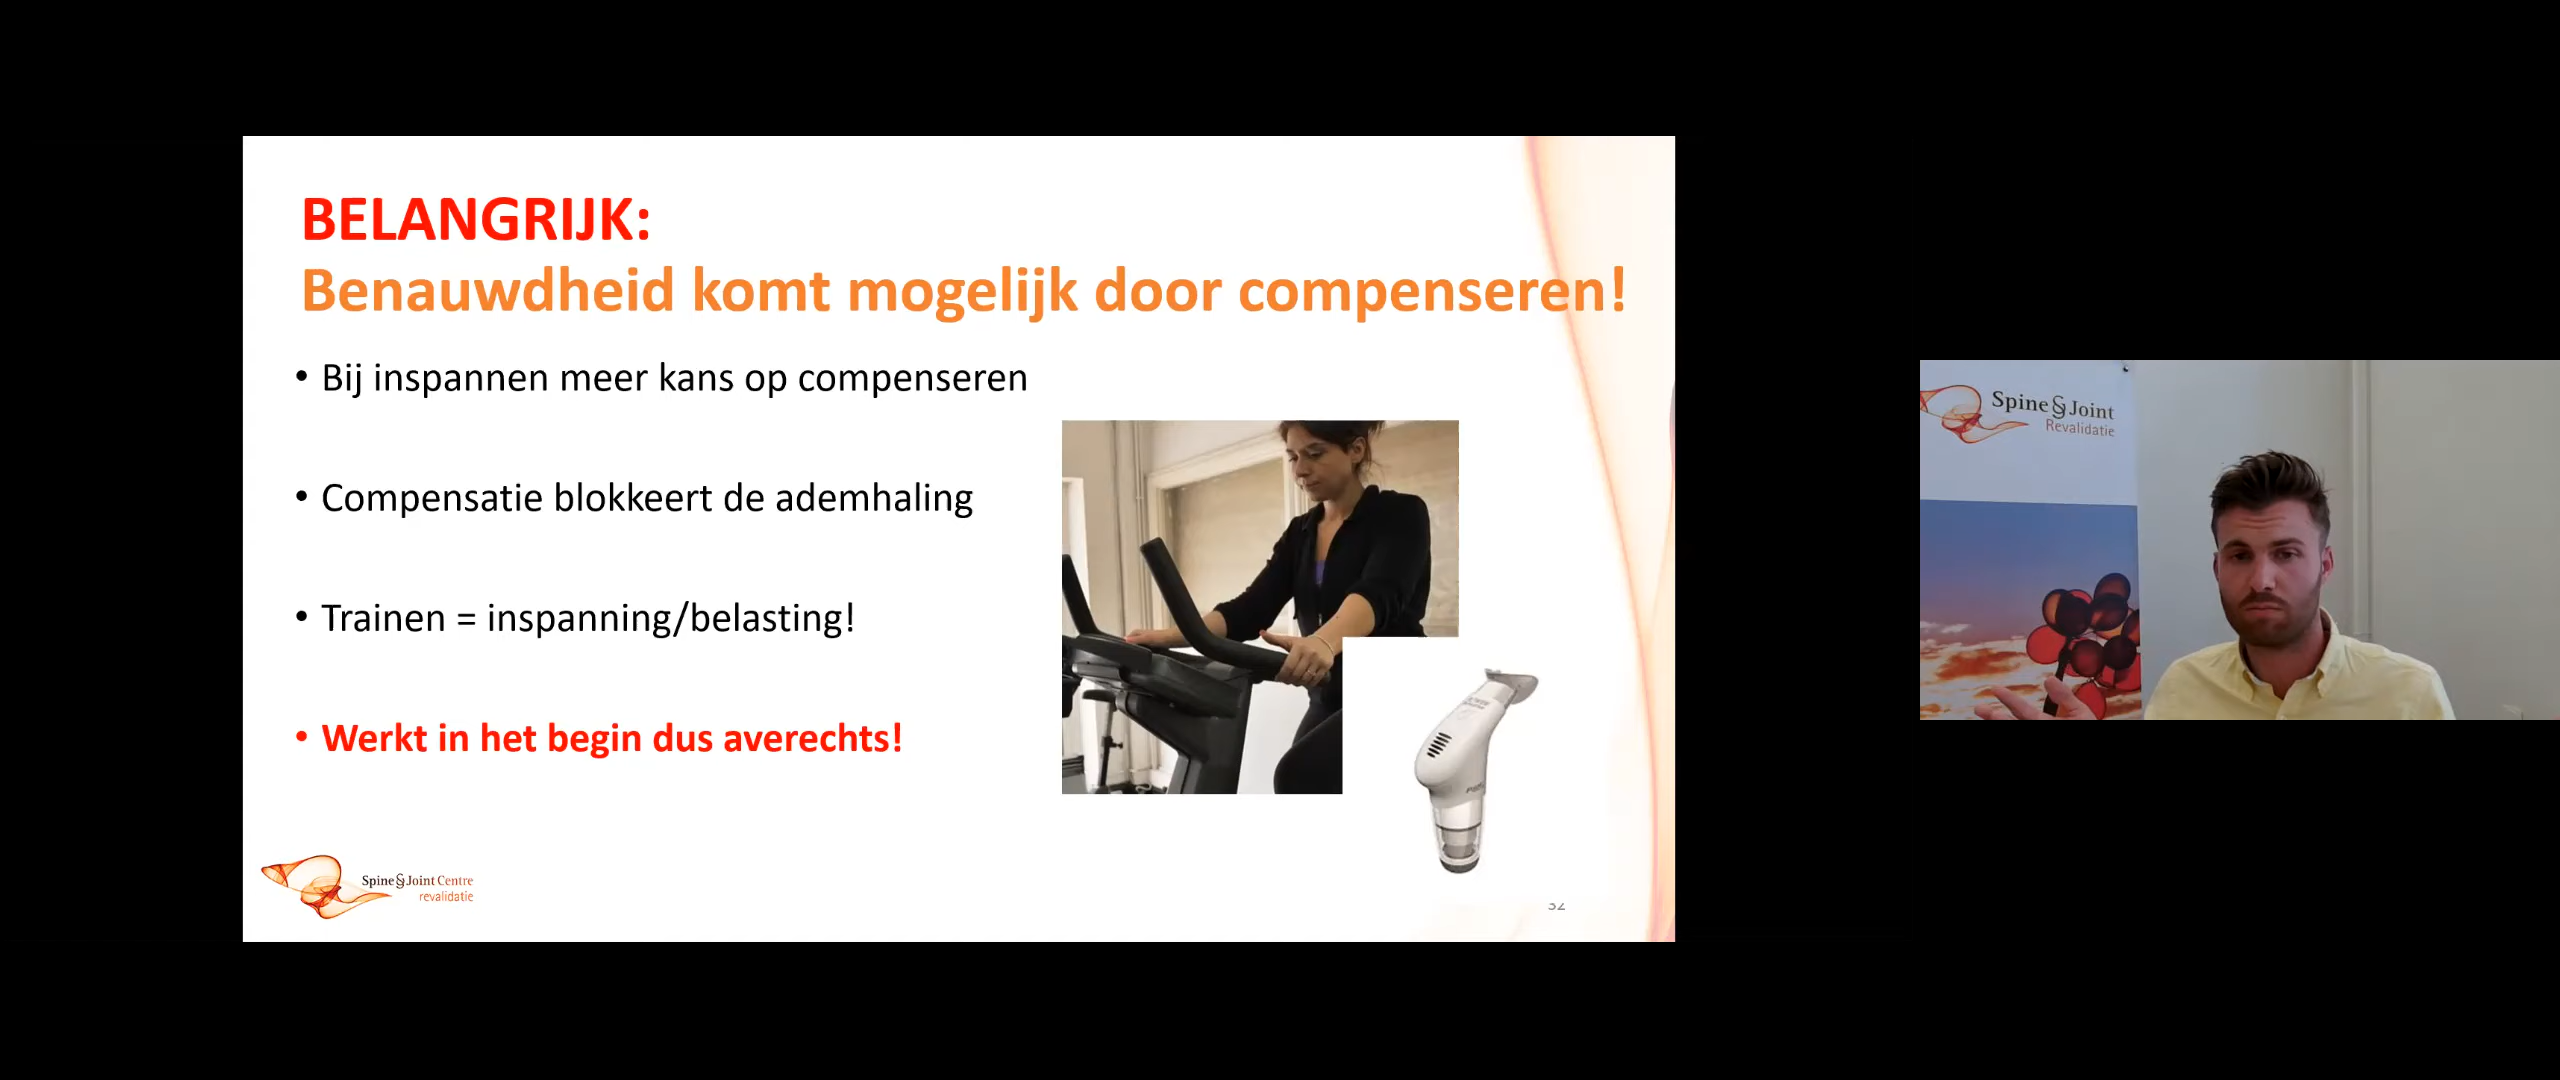 BELANGRIJK:
Benauwdheid komt mogelijk door compenseren!
• Bij inspannen meer kans op compenseren
• Compensatie blokkeert de ademhaling
• Trainen = inspanning/belasting!
• Werkt in het begin dus averechts!
Spine&Joint Centre
revalidatie
32
Spine&Joint
Revalidatie